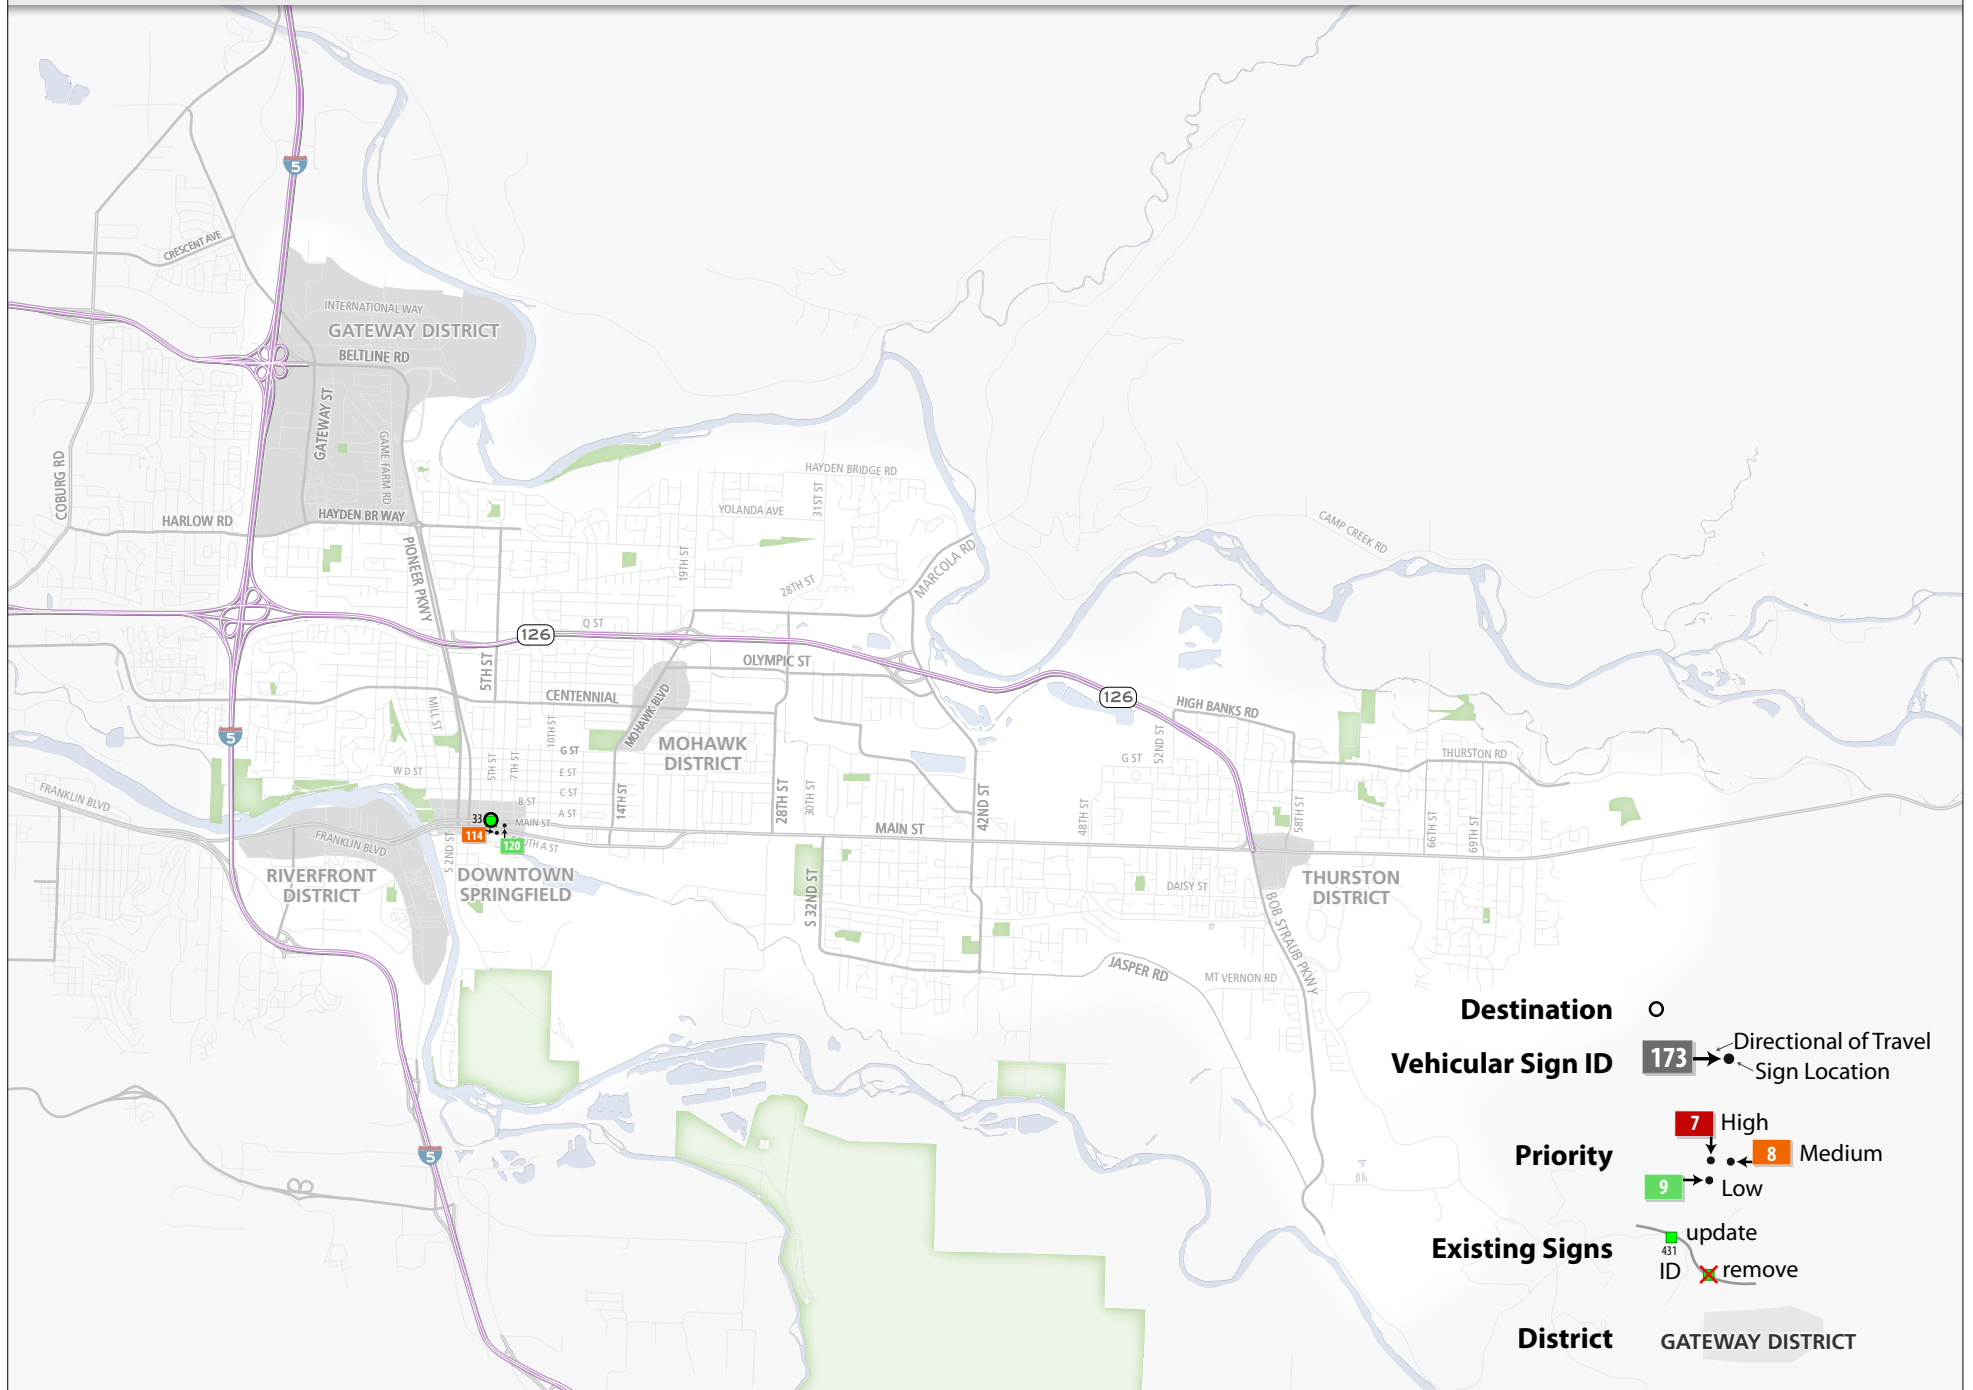 5
CRESCENT AVE
INTERNATIONAL WAY
GATEWAY DISTRICT
BELTLINE RD
GATEWAY ST
GAME FARM RD
COBURG RD
HARLOW RD
HAYDEN BR WAY
PIONEER PKWY
HAYDEN BRIDGE RD
YOLANDA AVE
31ST ST
19TH ST
28TH ST
MARCOLA RD
CAMP CREEK RD
Q ST
126
5TH ST
OLYMPIC ST
CENTENNIAL
MOHAWK BLVD
126
HIGH BANKS RD
MILL ST
10TH ST
G ST
5TH ST
7TH ST
E ST
C ST
B ST
A ST
W D ST
5
MOHAWK
DISTRICT
14TH ST
28TH ST
30TH ST
42ND ST
48TH ST
G ST
52ND ST
58TH ST
66TH ST
69TH ST
THURSTON RD
FRANKLIN BLVD
FRANKLIN BLVD
33
114
120
MAIN ST
SOUTH A ST
MAIN ST
S 2ND ST
RIVERFRONT
DISTRICT
DOWNTOWN
SPRINGFIELD
S 32ND ST
DAISY ST
THURSTON
DISTRICT
BOB STRAUB PKWY
JASPER RD
MT VERNON RD
5
Destination
Vehicular Sign ID
173
Directional of Travel
Sign Location
Priority
7 High
8 Medium
9 Low
Existing Signs
update
431
ID
remove
District
GATEWAY DISTRICT